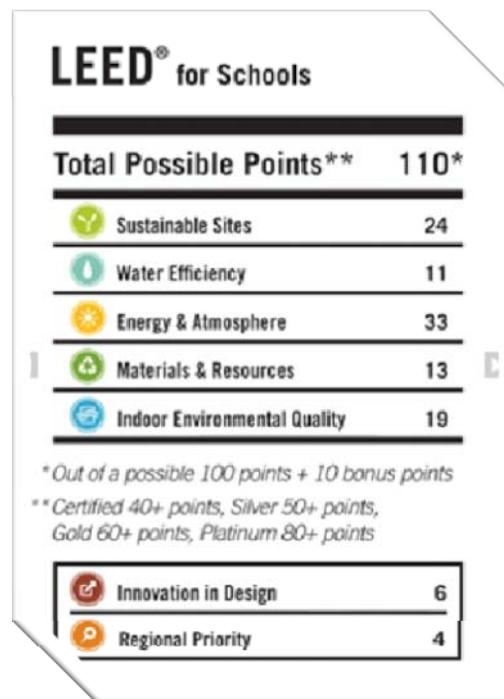 LEED® for Schools
Total Possible Points** 110*
Sustainable Sites 24
Water Efficiency 11
Energy & Atmosphere 33
Materials & Resources 13
Indoor Environmental Quality 19
*Out of a possible 100 points + 10 bonus points
**Certified 40+ points, Silver 50+ points,
Gold 60+ points, Platinum 80+ points
Innovation in Design 6
Regional Priority 4